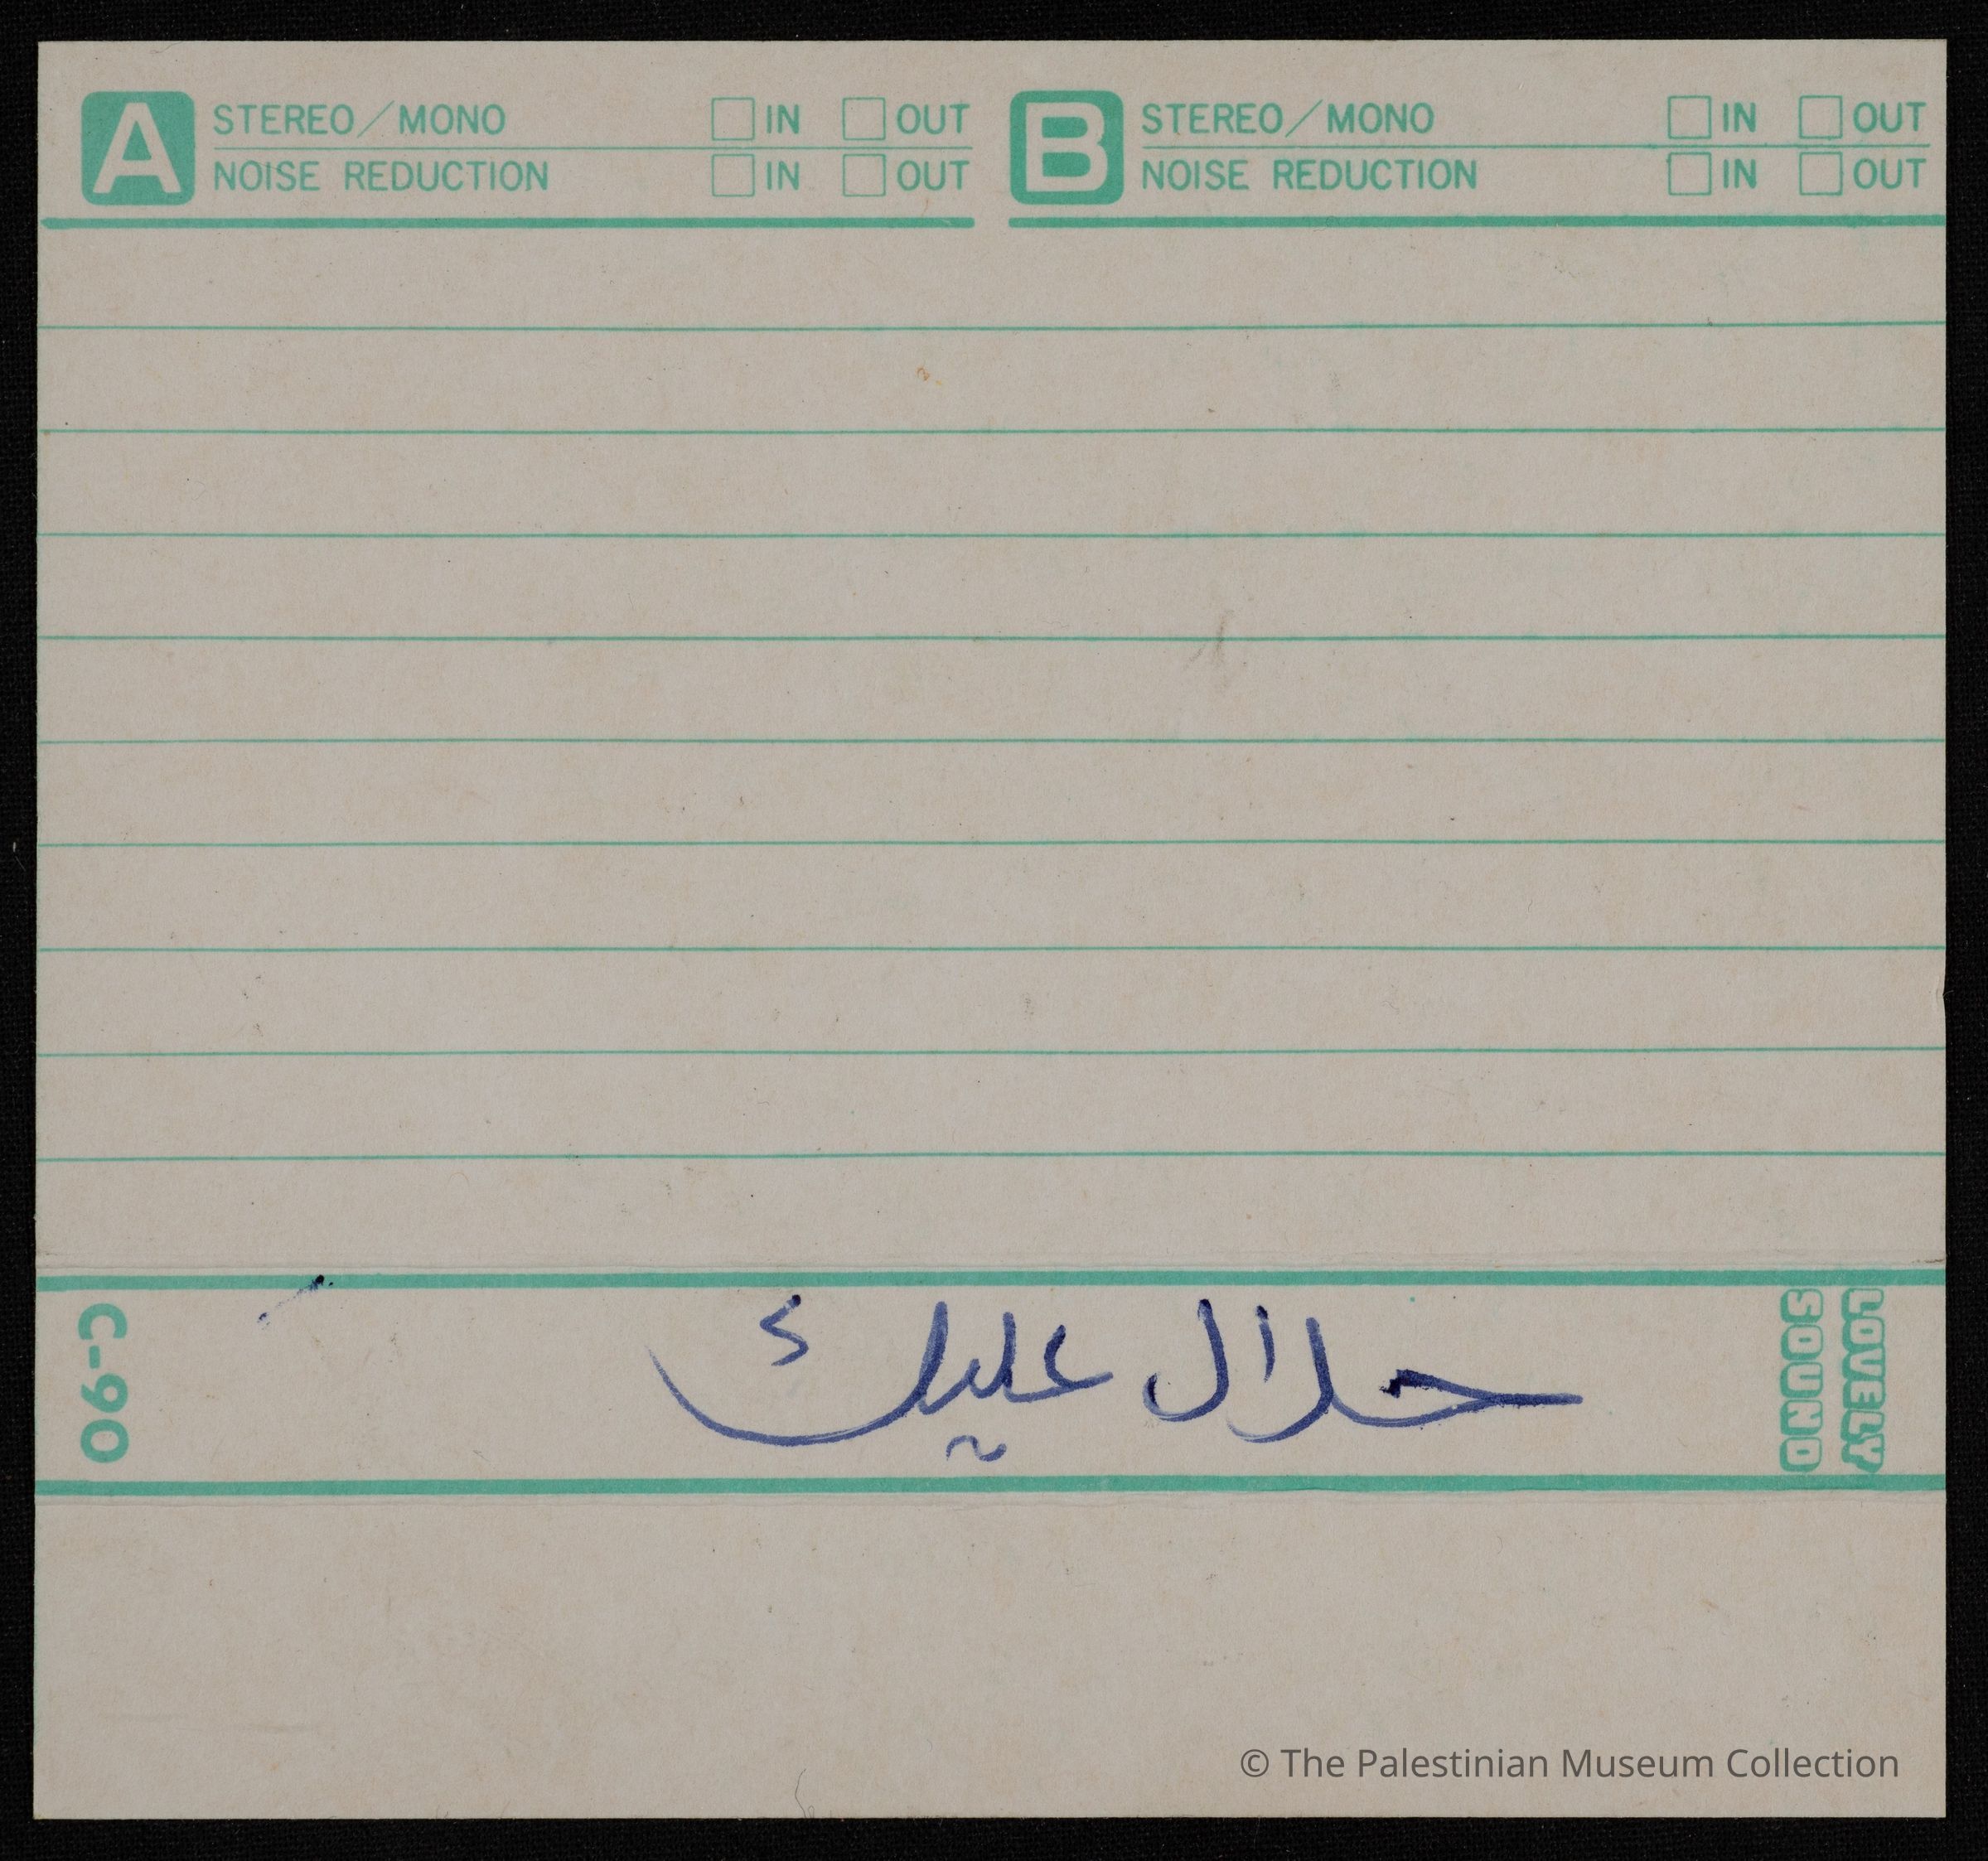 A STEREO/MONO IN OUT B STEREO/MONO IN OUT
NOISE REDUCTION IN OUT NOISE REDUCTION IN OUT
C-90 حلال عليك LOVELY SOUND
© The Palestinian Museum Collection